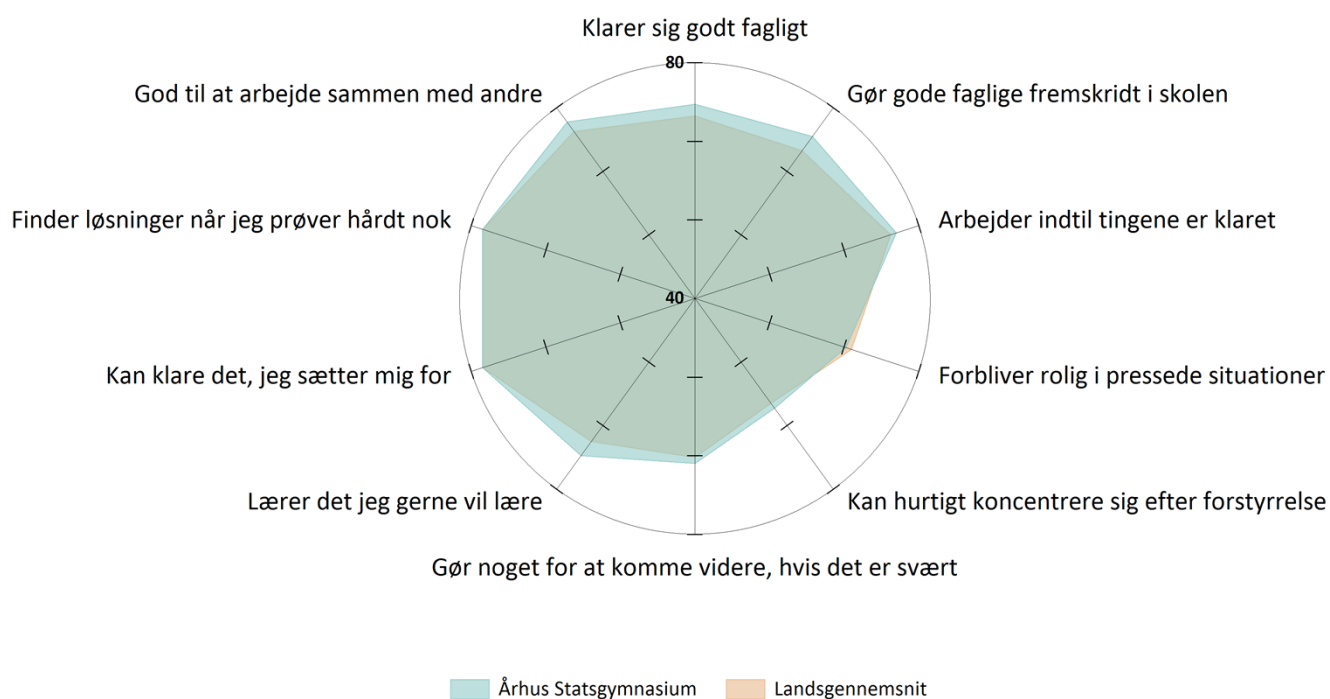 Klarer sig godt fagligt
80
God til at arbejde sammen med andre
Gør gode faglige fremskridt i skolen
Finder løsninger når jeg prøver hårdt nok
Arbejder indtil tingene er klaret
40
Kan klare det, jeg sætter mig for
Forbliver rolig i pressede situationer
Lærer det jeg gerne vil lære
Kan hurtigt koncentrere sig efter forstyrrelse
Gør noget for at komme videre, hvis det er svært
Århus Statsgymnasium
Landsgennemsnit